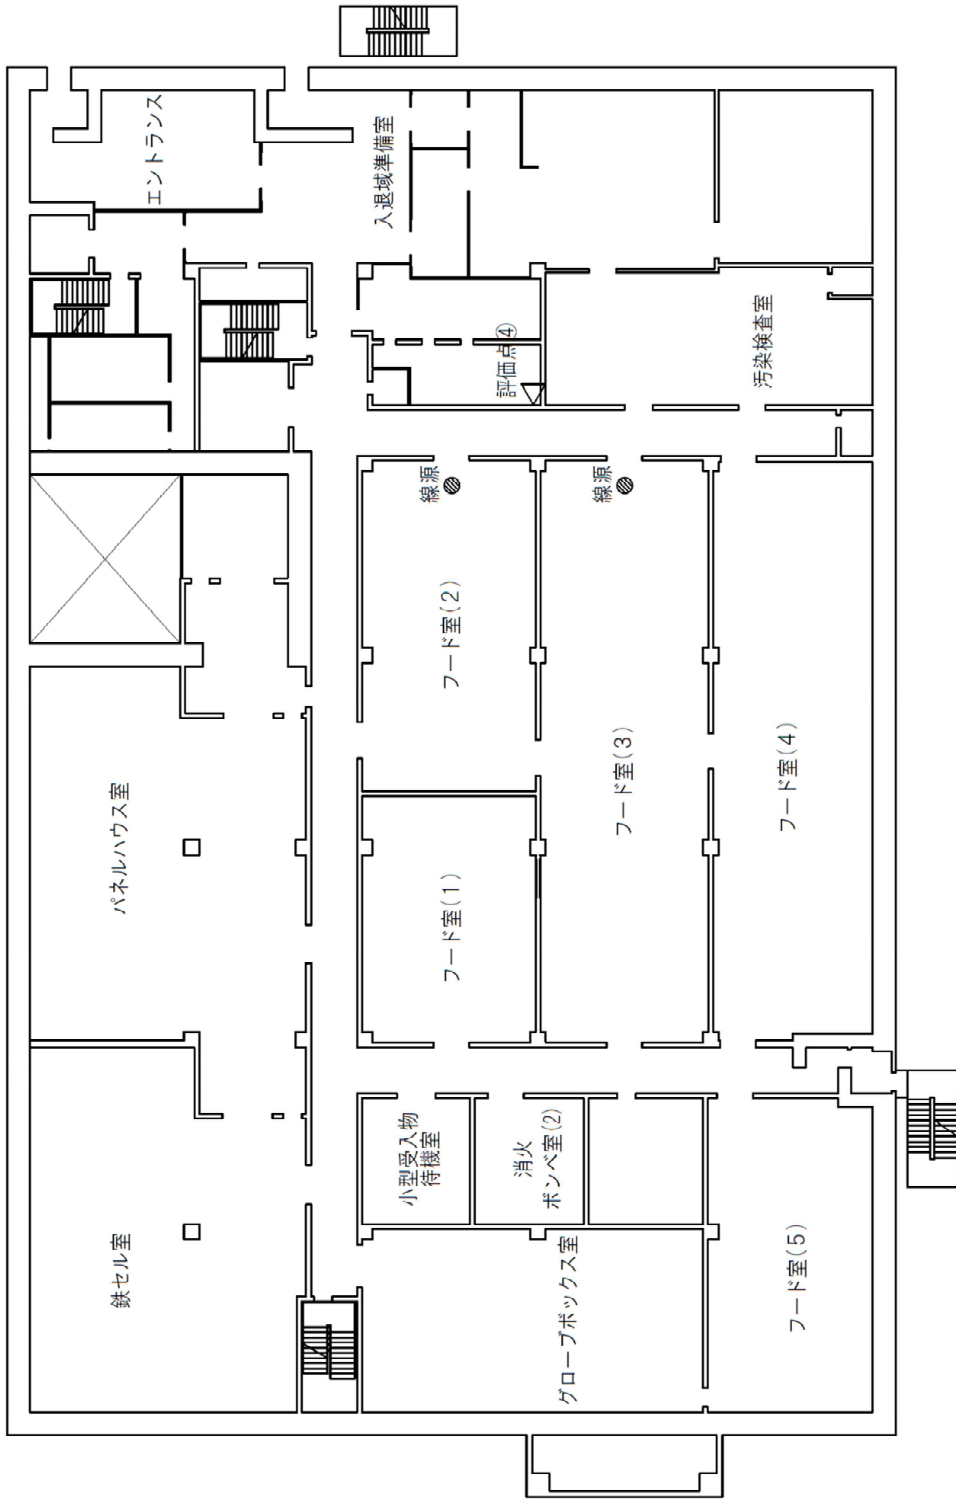 エントランス
入退域準備室
評価点④
汚染検査室
線源
線源
フード室(2)
フード室(3)
フード室(4)
パネルハウス室
フード室(1)
小型受入物
待機室
消火
ボンベ室(2)
鉄セル室
グローブボックス室
フード室(5)